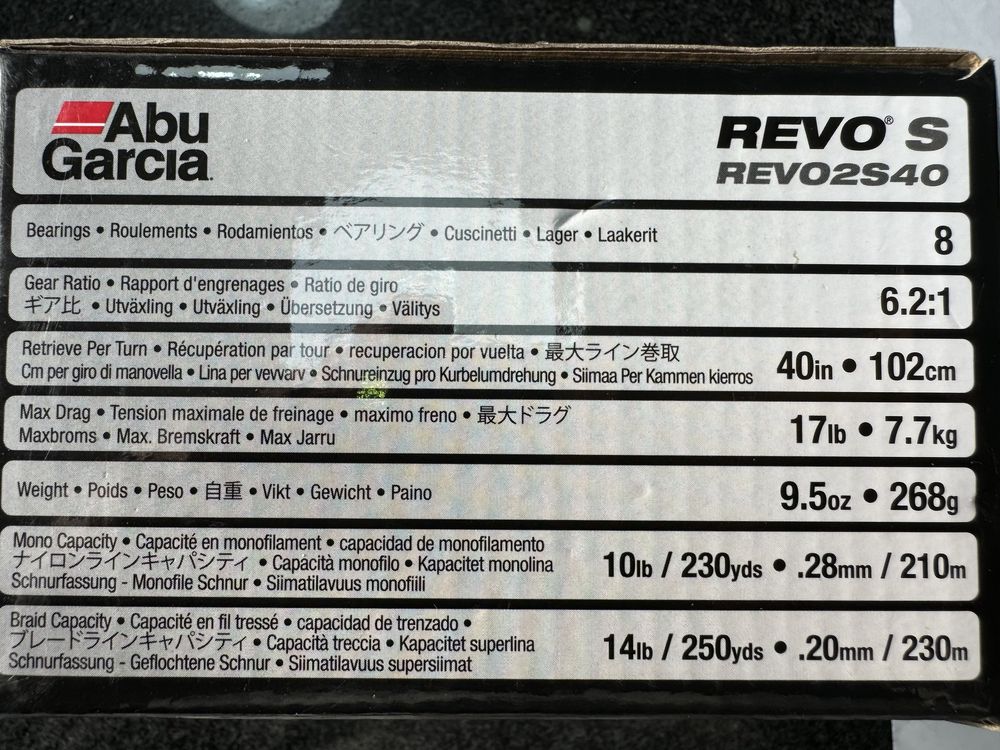 Abu
Garcia
REVO® S
REVO2S40
Bearings • Roulements • Rodamientos • ベアリング • Cuscinetti • Lager • Laakerit
8
Gear Ratio • Rapport d'engrenages • Ratio de giro
ギア比 • Utväxling • Utväxling • Übersetzung • Välitys
6.2:1
Retrieve Per Turn • Récupération par tour • recuperacion por vuelta • 最大ライン巻取
Cm per giro di manovella • Lina per vevvarv • Schnureinzug pro Kurbelumdrehung • Siimaa Per Kammen kierros
40in • 102cm
Max Drag • Tension maximale de freinage • maximo freno • 最大ドラグ
Maxbroms • Max. Bremskraft • Max Jarru
17lb • 7.7kg
Weight • Poids • Peso • 自重 • Vikt • Gewicht • Paino
9.5oz • 268g
Mono Capacity • Capacité en monofilament • capacidad de monofilamento
ナイロンラインキャパシティ • Capacità monofilo • Kapacitet monolina
Schnurfassung - Monofile Schnur • Siimatilavuus monofiili
10lb / 230yds • .28mm / 210m
Braid Capacity • Capacité en fil tressé • capacidad de trenzado •
ブレードラインキャパシティ • Capacità treccia • Kapacitet superlina
Schnurfassung - Geflochtene Schnur • Siimatilavuus supersiimat
14lb / 250yds • .20mm / 230m